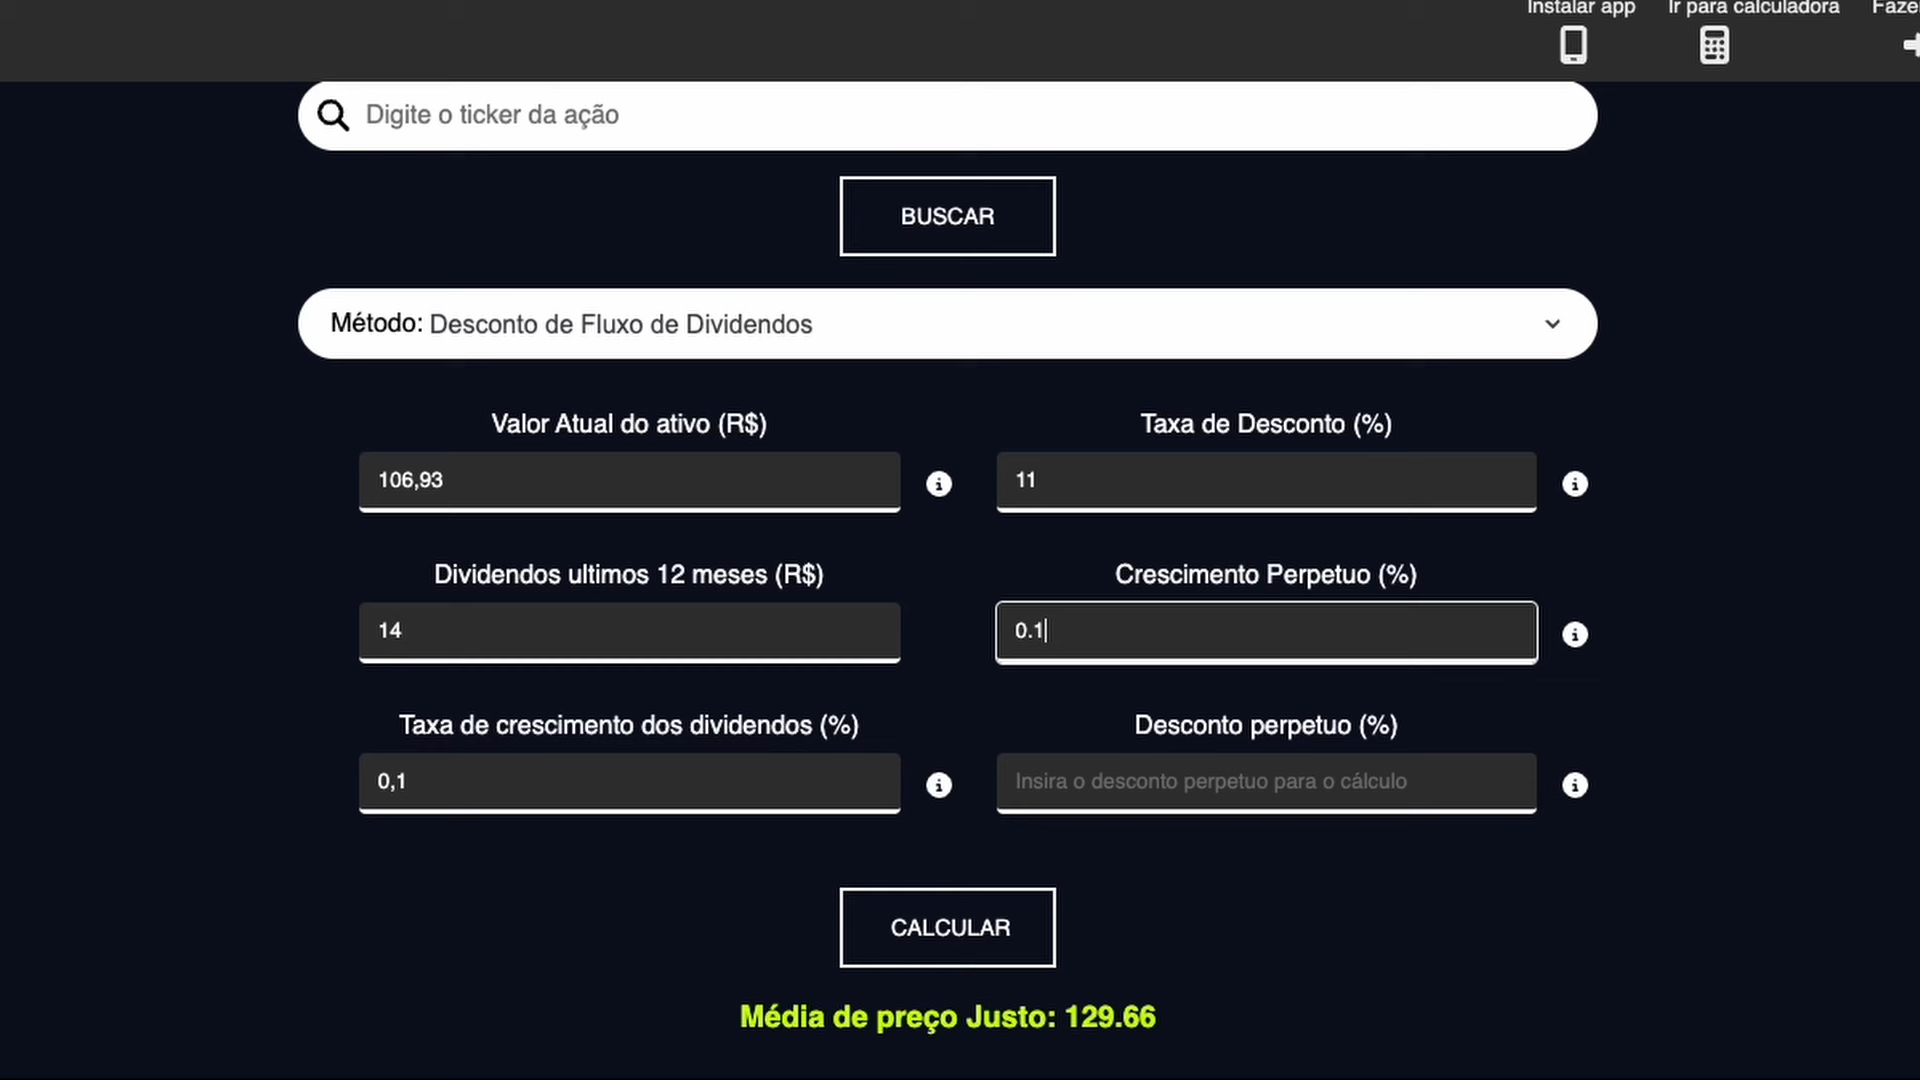 Instalar app
Ir para calculadora
Digite o ticker da ação
BUSCAR
Método: Desconto de Fluxo de Dividendos
Valor Atual do ativo (R$)
Taxa de Desconto (%)
106,93
11
Dividendos ultimos 12 meses (R$)
Crescimento Perpetuo (%)
14
0.1
Taxa de crescimento dos dividendos (%)
Desconto perpetuo (%)
0,1
Insira o desconto perpetuo para o cálculo
CALCULAR
Média de preço Justo: 129.66